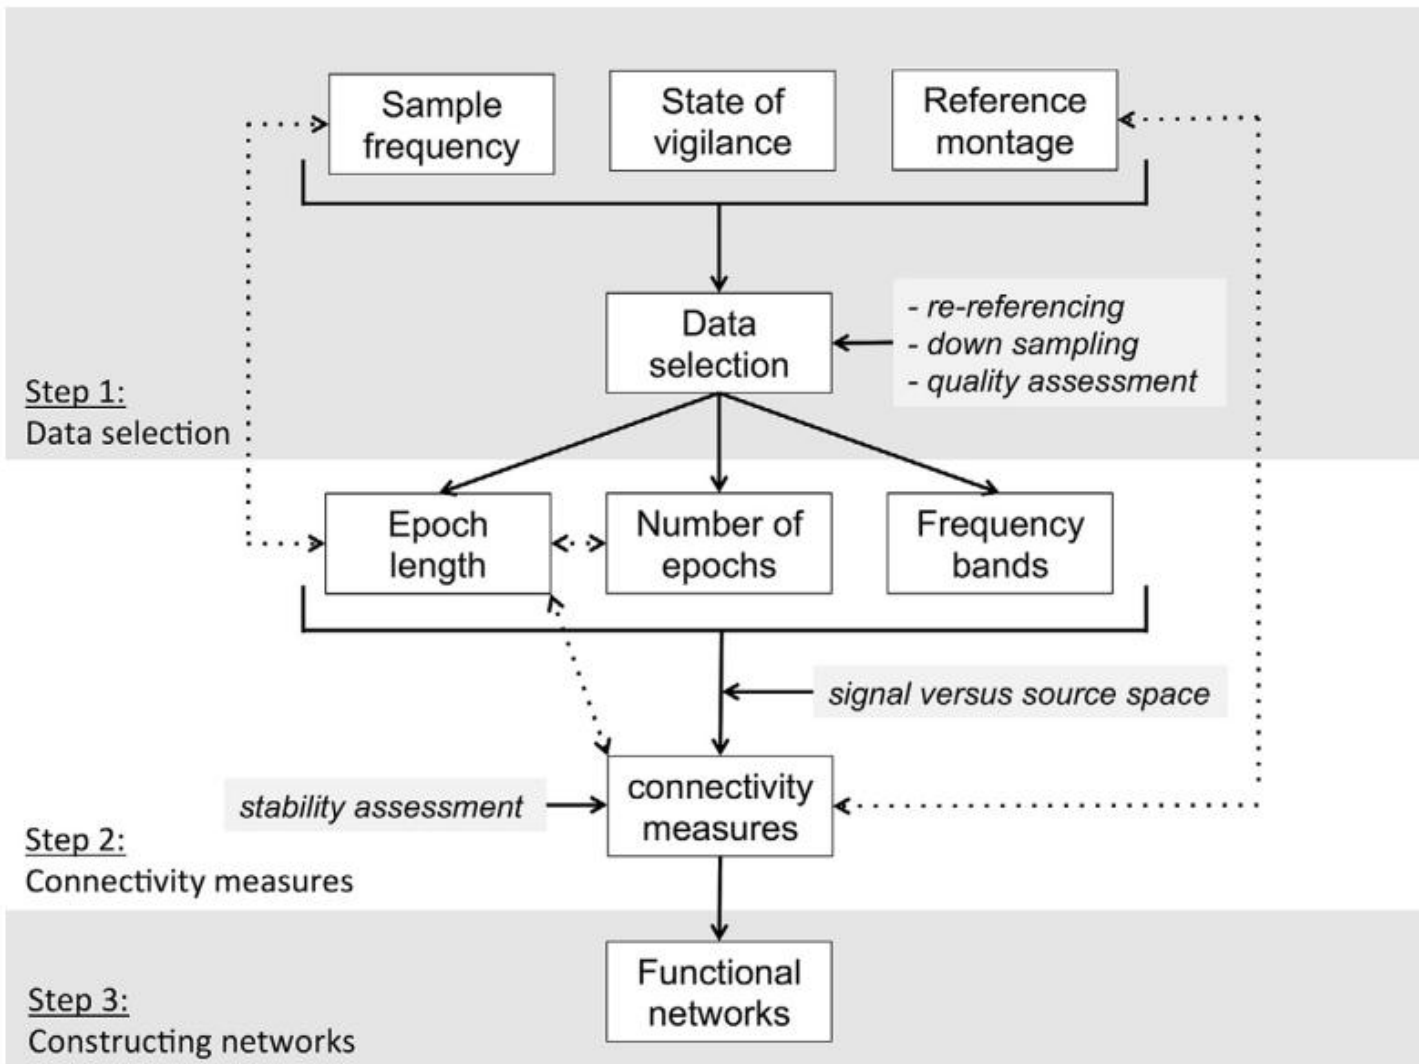 Sample
frequency
State of
vigilance
Reference
montage
Data
selection
- re-referencing
- down sampling
- quality assessment
Step 1:
Data selection
Epoch
length
Number of
epochs
Frequency
bands
signal versus source space
connectivity
measures
stability assessment
Step 2:
Connectivity measures
Functional
networks
Step 3:
Constructing networks